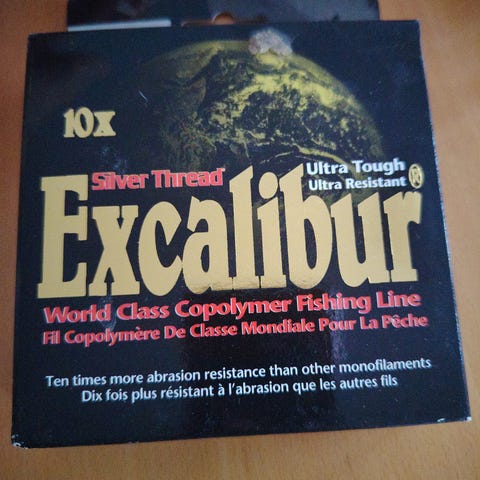 10x
Silver Thread
Ultra Tough
Ultra Resistant
Excalibur®
World Class Copolymer Fishing Line
Fil Copolymère De Classe Mondiale Pour La Pêche
Ten times more abrasion resistance than other monofilaments
Dix fois plus résistant à l'abrasion que les autres fils